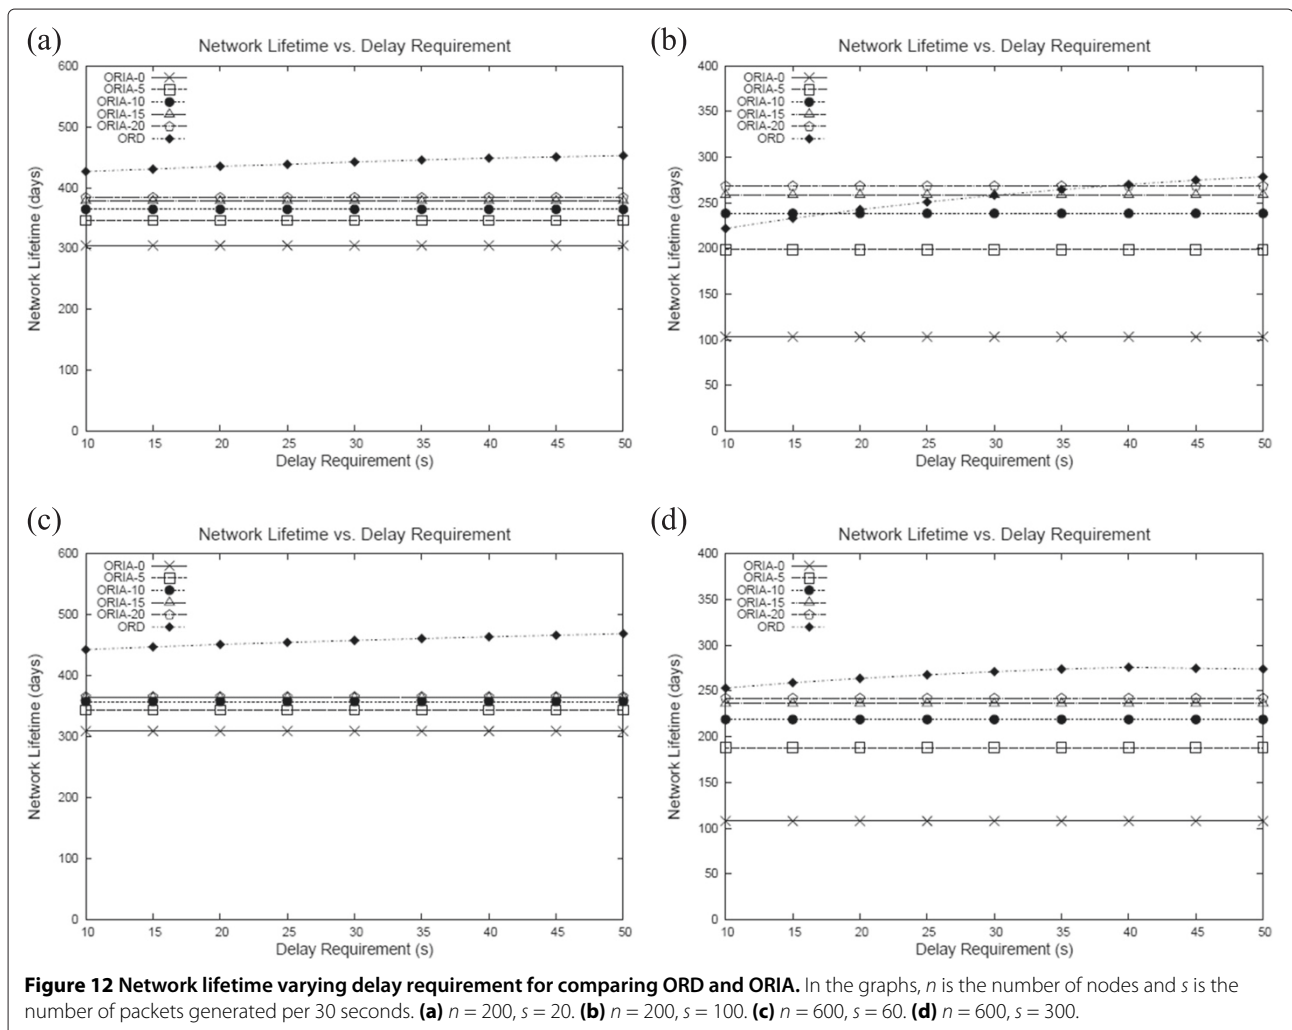 (a)
Network Lifetime vs. Delay Requirement
600
500
400
300
200
100
0
Network Lifetime (days)
ORIA-0
ORIA-5
ORIA-10
ORIA-15
ORIA-20
ORD
10 15 20 25 30 35 40 45 50
Delay Requirement (s)
(b)
Network Lifetime vs. Delay Requirement
400
350
300
250
200
150
100
50
0
Network Lifetime (days)
ORIA-0
ORIA-5
ORIA-10
ORIA-15
ORIA-20
ORD
10 15 20 25 30 35 40 45 50
Delay Requirement (s)
(c)
Network Lifetime vs. Delay Requirement
600
500
400
300
200
100
0
Network Lifetime (days)
ORIA-0
ORIA-5
ORIA-10
ORIA-15
ORIA-20
ORD
10 15 20 25 30 35 40 45 50
Delay Requirement (s)
(d)
Network Lifetime vs. Delay Requirement
400
350
300
250
200
150
100
50
0
Network Lifetime (days)
ORIA-0
ORIA-5
ORIA-10
ORIA-15
ORIA-20
ORD
10 15 20 25 30 35 40 45 50
Delay Requirement (s)
Figure 12 Network lifetime varying delay requirement for comparing ORD and ORIA. In the graphs, n is the number of nodes and s is the
number of packets generated per 30 seconds. (a) n = 200, s = 20. (b) n = 200, s = 100. (c) n = 600, s = 60. (d) n = 600, s = 300.